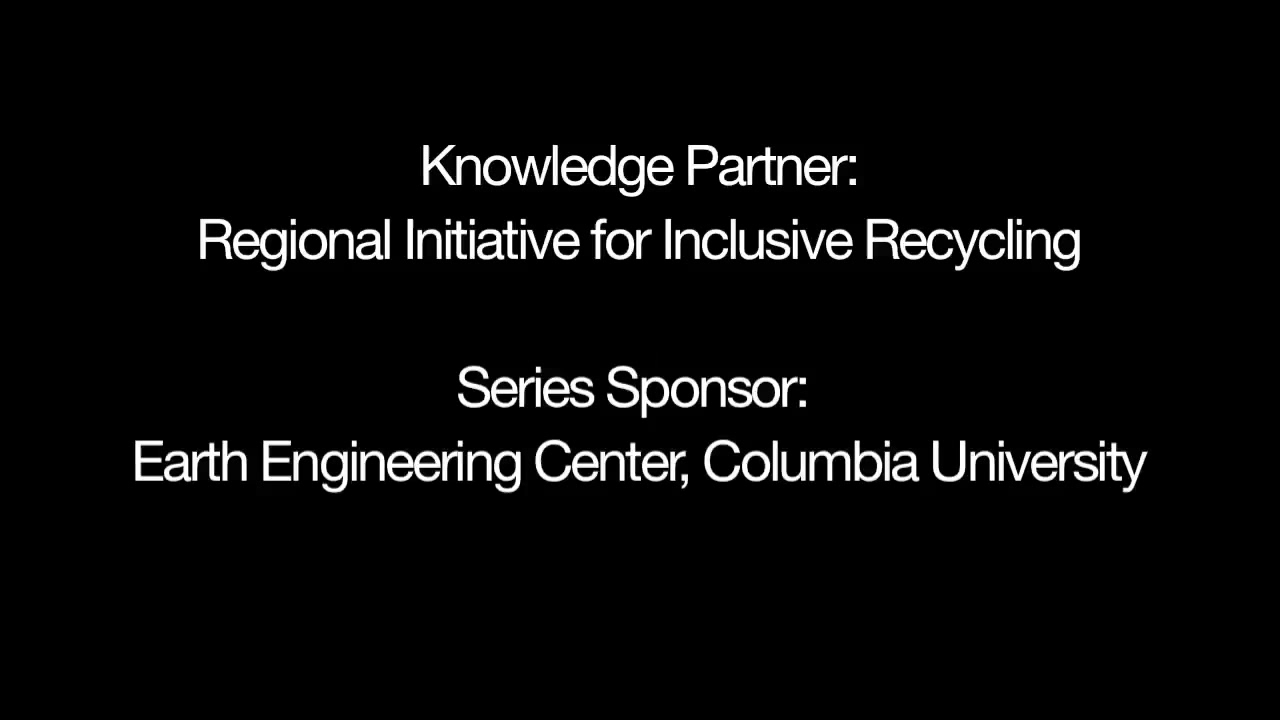 Knowledge Partner:
Regional Initiative for Inclusive Recycling
Series Sponsor:
Earth Engineering Center, Columbia University